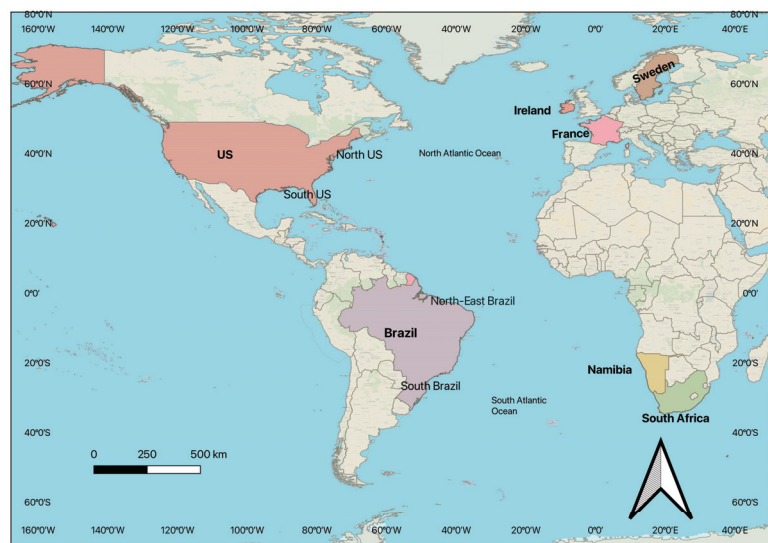 80°0'N
160°0'W 140°0'W 120°0'W 100°0'W 80°0'W 60°0'W 40°0'W 20°0'W 0°0' 20°0'E 40°0'E
80°0'N
60°0'N
Sweden
60°0'N
Ireland
France
40°0'N
US
North US
North Atlantic Ocean
40°0'N
South US
20°0'N
20°0'N
0°0'
North-East Brazil
0°0'
Brazil
20°0'S
Namibia
20°0'S
South Brazil
South Atlantic
Ocean
South Africa
40°0'S
40°0'S
0 250 500 km
60°0'S
60°0'S
160°0'W 140°0'W 120°0'W 100°0'W 80°0'W 60°0'W 40°0'W 20°0'W 0°0' 20°0'E 40°0'E